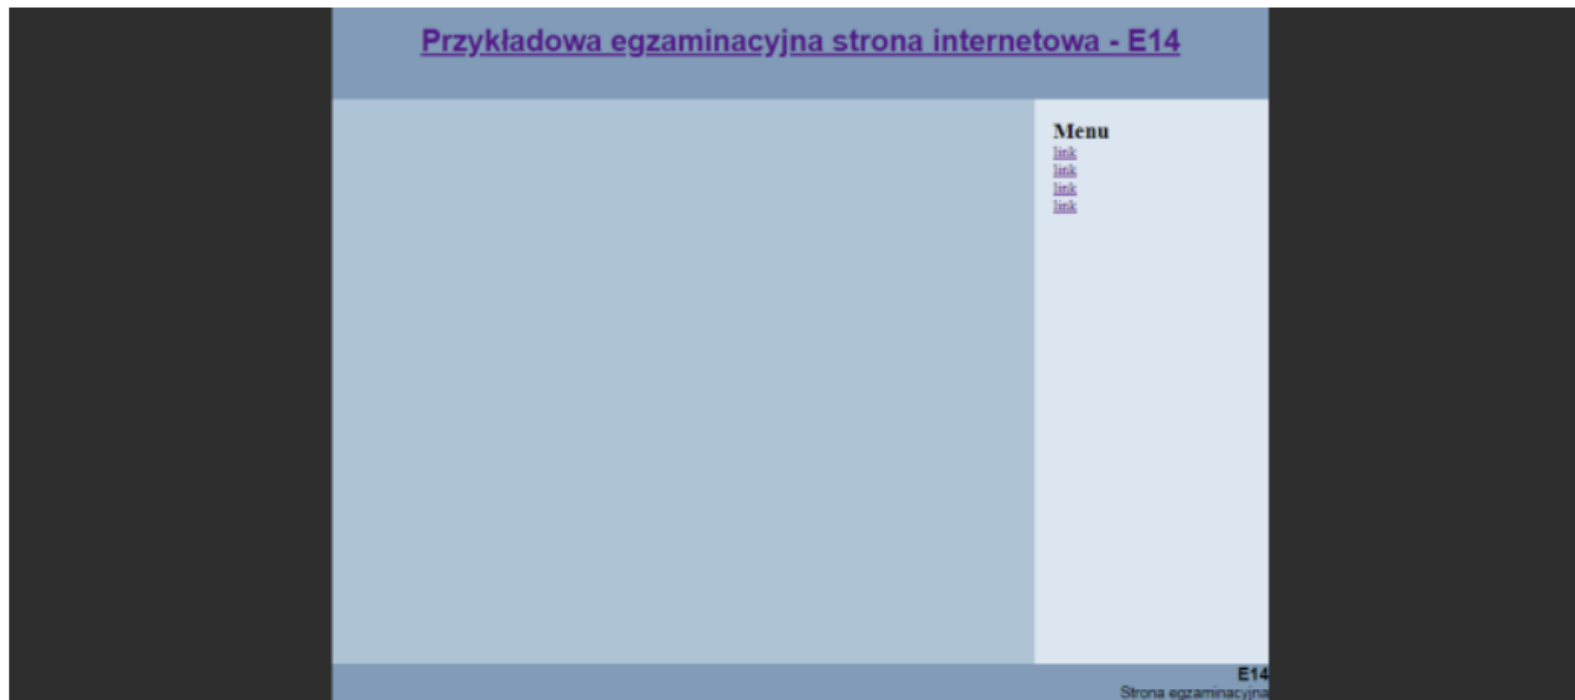 Przykładowa egzaminacyjna strona internetowa - E14
Menu
link
link
link
link
E14
Strona egzaminacyjna